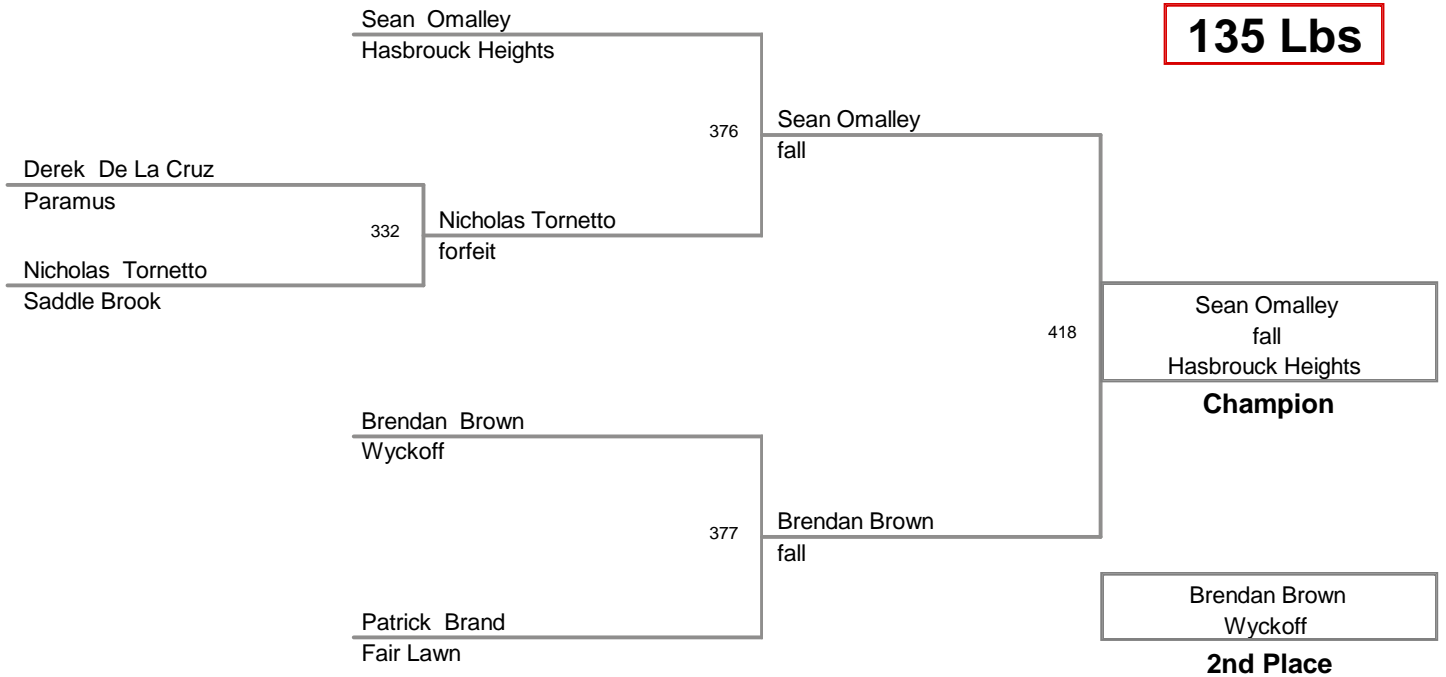 135 Lbs
Sean Omalley
Hasbrouck Heights
376
Sean Omalley
fall
Derek De La Cruz
Paramus
332
Nicholas Tornetto
forfeit
Nicholas Tornetto
Saddle Brook
418
Sean Omalley
fall
Hasbrouck Heights
Champion
Brendan Brown
Wyckoff
377
Brendan Brown
fall
Patrick Brand
Fair Lawn
Brendan Brown
Wyckoff
2nd Place